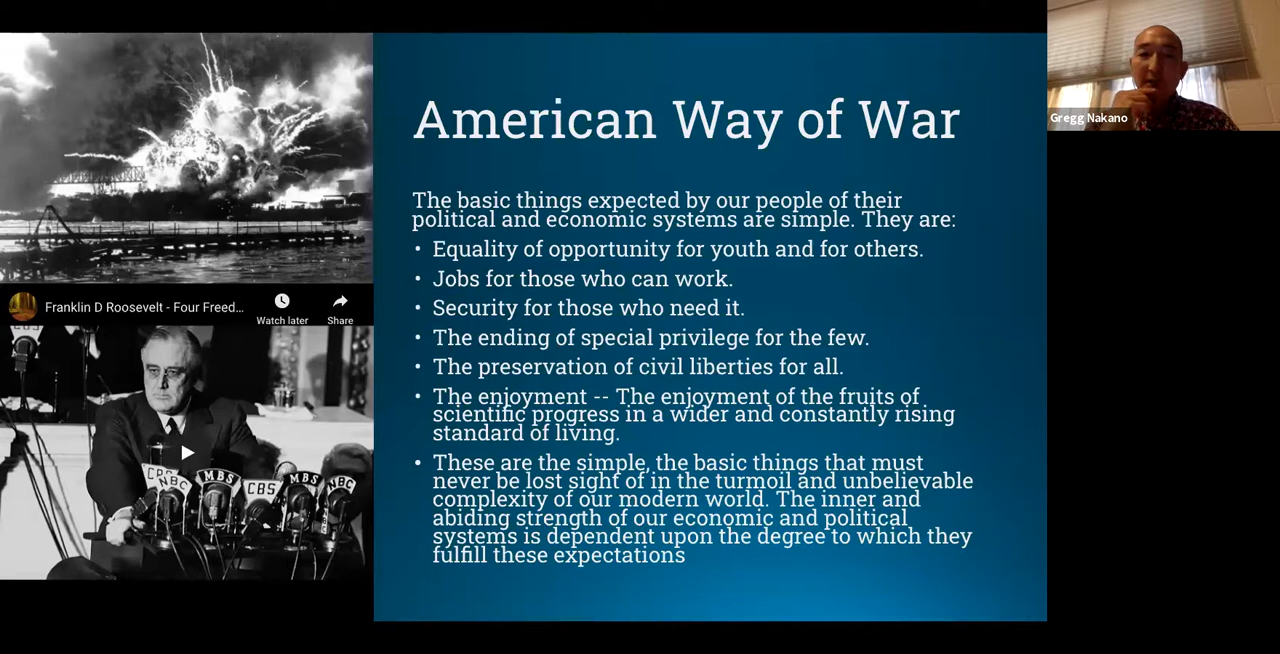 American Way of War
The basic things expected by our people of their
political and economic systems are simple. They are:
• Equality of opportunity for youth and for others.
• Jobs for those who can work.
• Security for those who need it.
• The ending of special privilege for the few.
• The preservation of civil liberties for all.
• The enjoyment -- The enjoyment of the fruits of
scientific progress in a wider and constantly rising
standard of living.
• These are the simple, the basic things that must
never be lost sight of in the turmoil and unbelievable
complexity of our modern world. The inner and
abiding strength of our economic and political
systems is dependent upon the degree to which they
fulfill these expectations
Franklin D Roosevelt - Four Freed...
Watch later
Share
NBC
MBS
CBS
MBS
NBC
Gregg Nakano